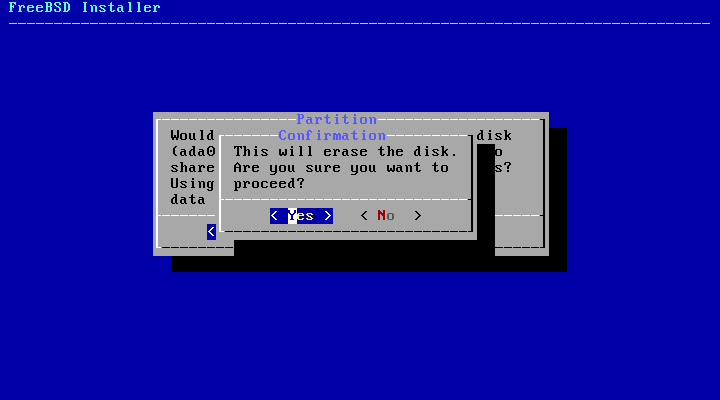 FreeBSD Installer
Partition
Would disk
Confirmation
(ada0 o
This will erase the disk.
share s?
Are you sure you want to
Using
proceed?
data
< Yes > < No >
<